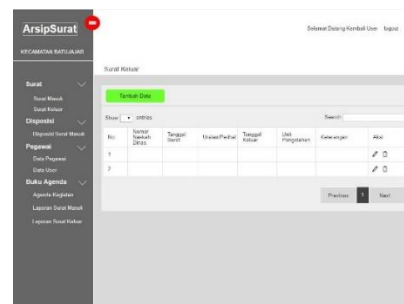 ArsipSurat
Selamat Datang Kembali User logout
KECAMATAN BATUJAJAR
Surat Keluar
Surat
Surat Masuk
Surat Keluar
Disposisi
Disposisi Surat Masuk
Pegawai
Data Pegawai
Data User
Buku Agenda
Agenda Kegiatan
Laporan Surat Masuk
Laporan Surat Keluar
Tambah Data
Show entries Search
No Nomor Naskah Dinas Tanggal Surat Uraian/Perihal Tanggal Keluar Unit Pengolahan Keterangan Aksi
1
2
Previous 1 Next